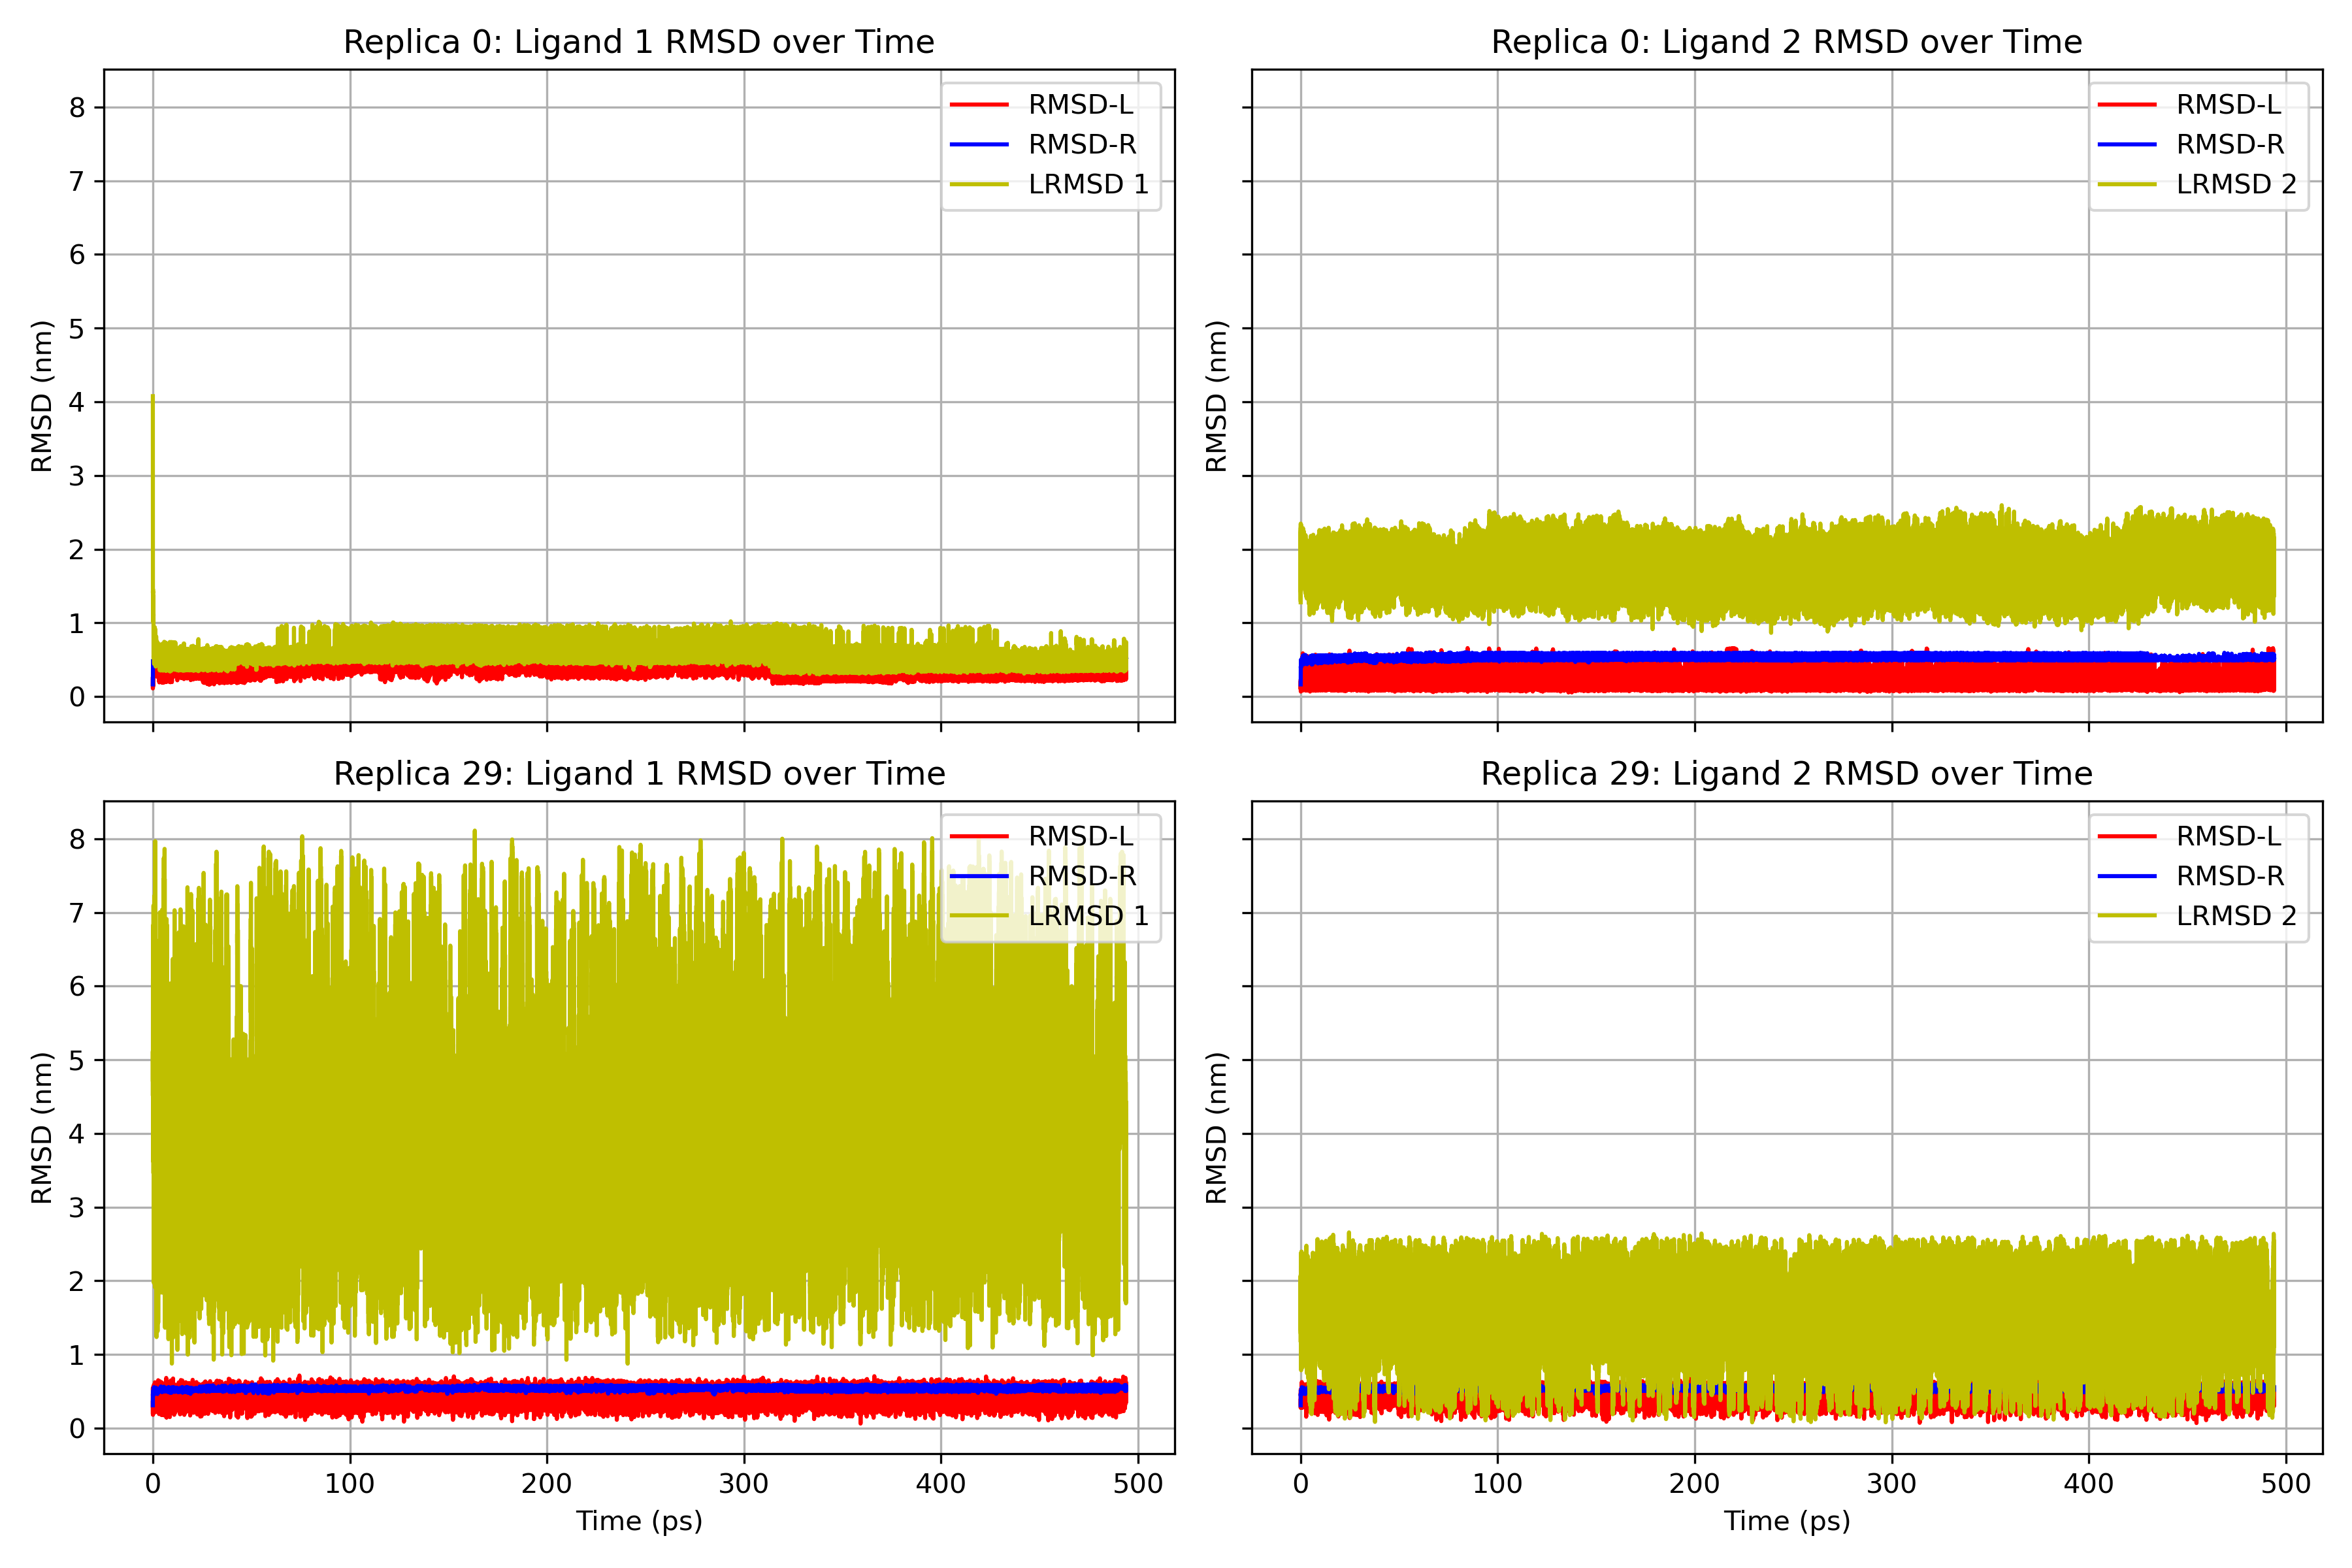 Replica 0: Ligand 1 RMSD over Time
RMSD (nm)
8
7
6
5
4
3
2
1
0
RMSD-L
RMSD-R
LRMSD 1
Replica 0: Ligand 2 RMSD over Time
RMSD (nm)
RMSD-L
RMSD-R
LRMSD 2
Replica 29: Ligand 1 RMSD over Time
RMSD (nm)
8
7
6
5
4
3
2
1
0
RMSD-L
RMSD-R
LRMSD 1
0 100 200 300 400 500
Time (ps)
Replica 29: Ligand 2 RMSD over Time
RMSD (nm)
RMSD-L
RMSD-R
LRMSD 2
0 100 200 300 400 500
Time (ps)